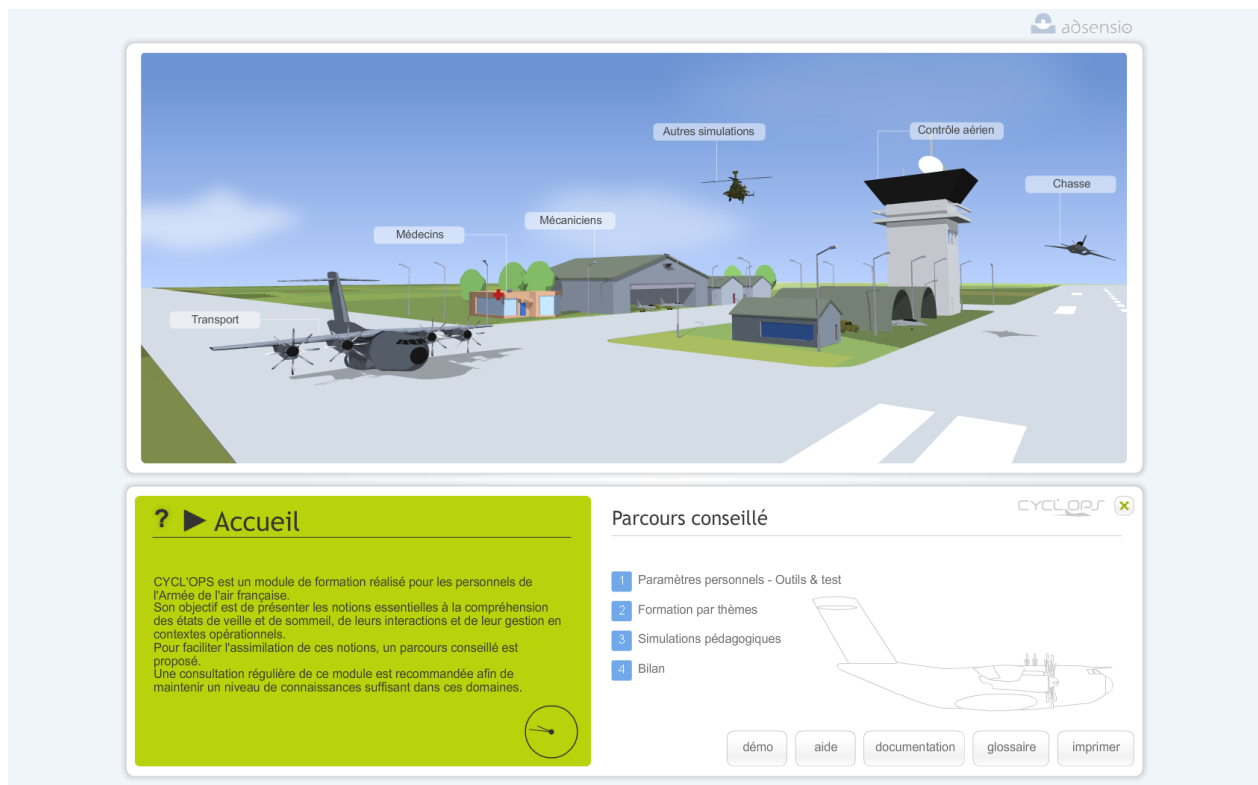 adsensio
Autres simulations
Contrôle aérien
Chasse
Mécaniciens
Médecins
Transport
? Accueil
CYCL'OPS est un module de formation réalisé pour les personnels de
l'Armée de l'air française.
Son objectif est de présenter les notions essentielles à la compréhension
des états de veille et de sommeil, de leurs interactions et de leur gestion en
contextes opérationnels.
Pour faciliter l'assimilation de ces notions, un parcours conseillé est
proposé.
Une consultation régulière de ce module est recommandée afin de
maintenir un niveau de connaissances suffisant dans ces domaines.
Parcours conseillé
CYCL'OPS
1 Paramètres personnels - Outils & test
2 Formation par thèmes
3 Simulations pédagogiques
4 Bilan
démo
aide
documentation
glossaire
imprimer